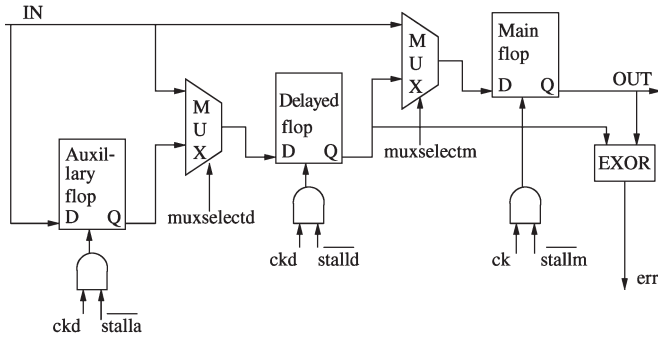 IN
M
U
X
Main
flop
D Q
OUT
M
U
X
Delayed
flop
D Q
muxselectm
EXOR
Auxil-
lary
flop
D Q
muxselectd
ckd stalld
ck stallm
err
ckd stalla